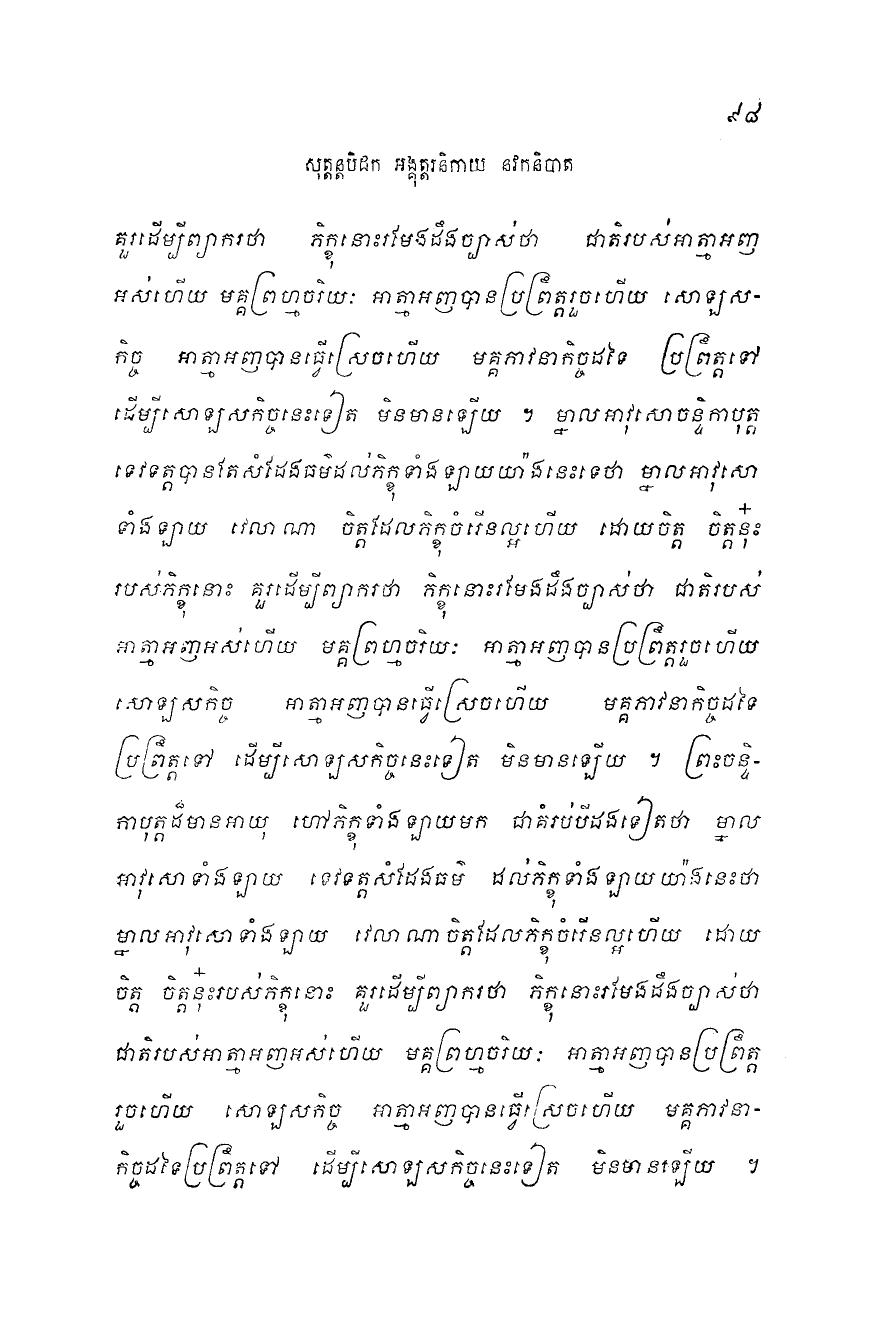 ៩៨
សុត្តន្តបិដក អង្គុត្តរនិកាយ នវកនិបាត
គួរដើម្បីព្យាករថា ភិក្ខុនោះរមែងដឹងច្បាស់ថា ជាតិរបស់អាត្មាអញ
អស់ហើយ មគ្គព្រហ្មចរិយៈ អាត្មាអញបានប្រព្រឹត្តរួចហើយ សោឡស-
កិច្ច អាត្មាអញបានធ្វើស្រេចហើយ មគ្គភាវនាកិច្ចដទៃ ប្រព្រឹត្តទៅ
ដើម្បីសោឡសកិច្ចនេះទៀត មិនមានឡើយ ។ ម្នាលអាវុសោចន្ទិកាបុត្ត
ទេវទត្តបានតែសំដែងធម៌ដល់ភិក្ខុទាំងឡាយយ៉ាងនេះទេថា ម្នាលអាវុសោ
ទាំងឡាយ វេលាណា ចិត្តដែលភិក្ខុចំរើនល្អហើយ ដោយចិត្ត ចិត្តនុ៎ះ
របស់ភិក្ខុនោះ គួរដើម្បីព្យាករថា ភិក្ខុនោះរមែងដឹងច្បាស់ថា ជាតិរបស់
អាត្មាអញអស់ហើយ មគ្គព្រហ្មចរិយៈ អាត្មាអញបានប្រព្រឹត្តរួចហើយ
សោឡសកិច្ច អាត្មាអញបានធ្វើស្រេចហើយ មគ្គភាវនាកិច្ចដទៃ
ប្រព្រឹត្តទៅ ដើម្បីសោឡសកិច្ចនេះទៀត មិនមានឡើយ ។ ព្រះចន្ទិ-
កាបុត្តដ៏មានអាយុ ហៅភិក្ខុទាំងឡាយមក ជាគំរប់បីដងទៀតថា ម្នាល
អាវុសោទាំងឡាយ ទេវទត្តសំដែងធម៌ ដល់ភិក្ខុទាំងឡាយយ៉ាងនេះថា
ម្នាលអាវុសោទាំងឡាយ វេលាណាចិត្តដែលភិក្ខុចំរើនល្អហើយ ដោយ
ចិត្ត ចិត្តនុ៎ះរបស់ភិក្ខុនោះ គួរដើម្បីព្យាករថា ភិក្ខុនោះរមែងដឹងច្បាស់ថា
ជាតិរបស់អាត្មាអញអស់ហើយ មគ្គព្រហ្មចរិយៈ អាត្មាអញបានប្រព្រឹត្ត
រួចហើយ សោឡសកិច្ច អាត្មាអញបានធ្វើស្រេចហើយ មគ្គភាវនា-
កិច្ចដទៃប្រព្រឹត្តទៅ ដើម្បីសោឡសកិច្ចនេះទៀត មិនមានឡើយ ។